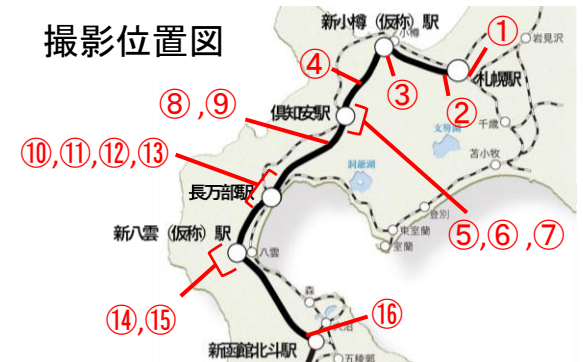 撮影位置図
新小樽（仮称）駅
小樽
①
岩見沢
④
札幌駅
③
②
⑧,⑨
倶知安駅
支笏湖
千歳
⑩,⑪,⑫,⑬
洞爺湖
苫小牧
長万部駅
登別
⑤,⑥,⑦
東室蘭
新八雲（仮称）駅
室蘭
八雲
⑭,⑮
森
⑯
新函館北斗駅
五稜郭